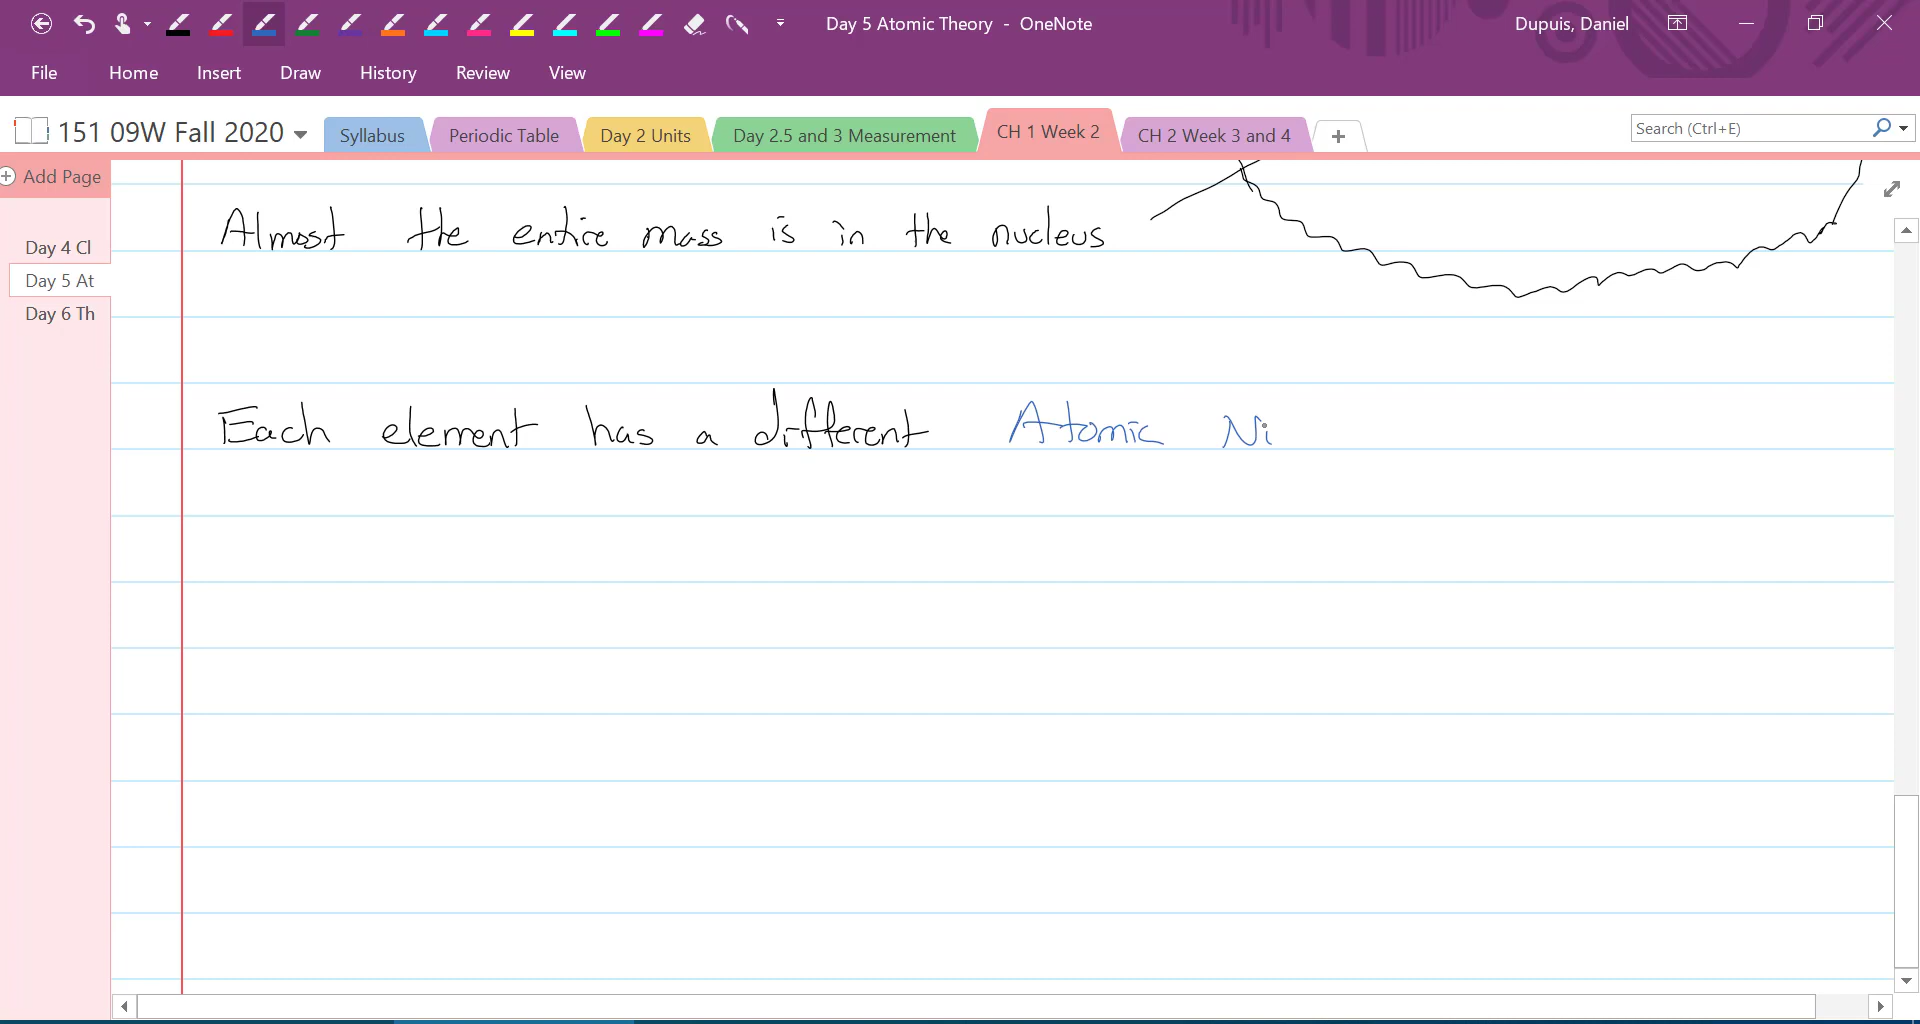 Day 5 Atomic Theory - OneNote
Dupuis, Daniel
File Home Insert Draw History Review View
151 09W Fall 2020
Syllabus
Periodic Table
Day 2 Units
Day 2.5 and 3 Measurement
CH 1 Week 2
CH 2 Week 3 and 4
Search (Ctrl+E)
Add Page
Day 4 Cl
Day 5 At
Day 6 Th
Almost the entire mass is in the nucleus
Each element has a different Atomic Ni